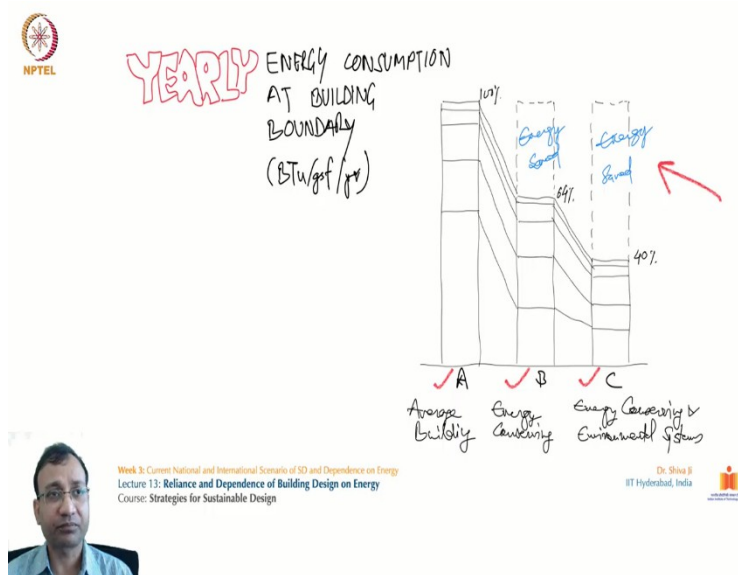 NPTEL
YEARLY ENERGY CONSUMPTION
AT BUILDING
BOUNDARY
(BTu/gsf/yr)
100%
Energy
Saved
64%
Energy
Saved
40%
A
B
C
Average
Building
Energy
Conserving
Energy Conserving &
Environmental Systems
Week 3: Current National and International Scenario of SD and Dependence on Energy
Lecture 13: Reliance and Dependence of Building Design on Energy
Course: Strategies for Sustainable Design
Dr. Shiva Ji
IIT Hyderabad, India